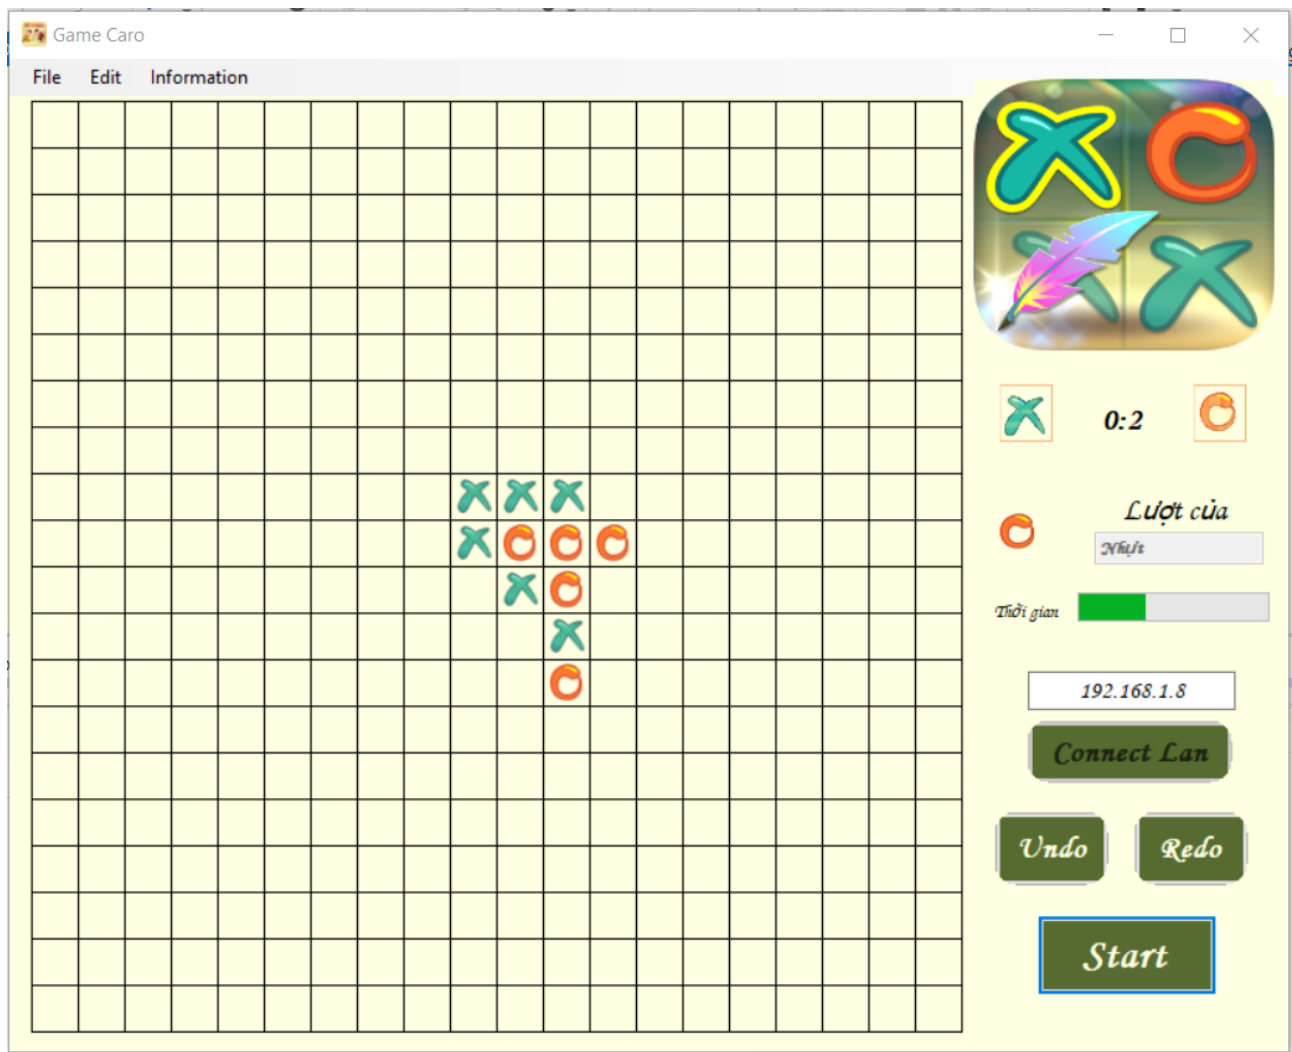 Game Caro
File Edit Information
0:2
Lượt của
Nhựt
Thời gian
192.168.1.8
Connect Lan
Undo Redo
Start